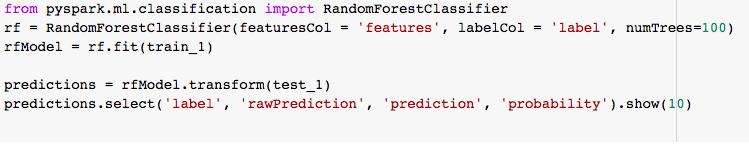 from pyspark.ml.classification import RandomForestClassifier
rf = RandomForestClassifier(featuresCol = 'features', labelCol = 'label', numTrees=100)
rfModel = rf.fit(train_1)
predictions = rfModel.transform(test_1)
predictions.select('label', 'rawPrediction', 'prediction', 'probability').show(10)